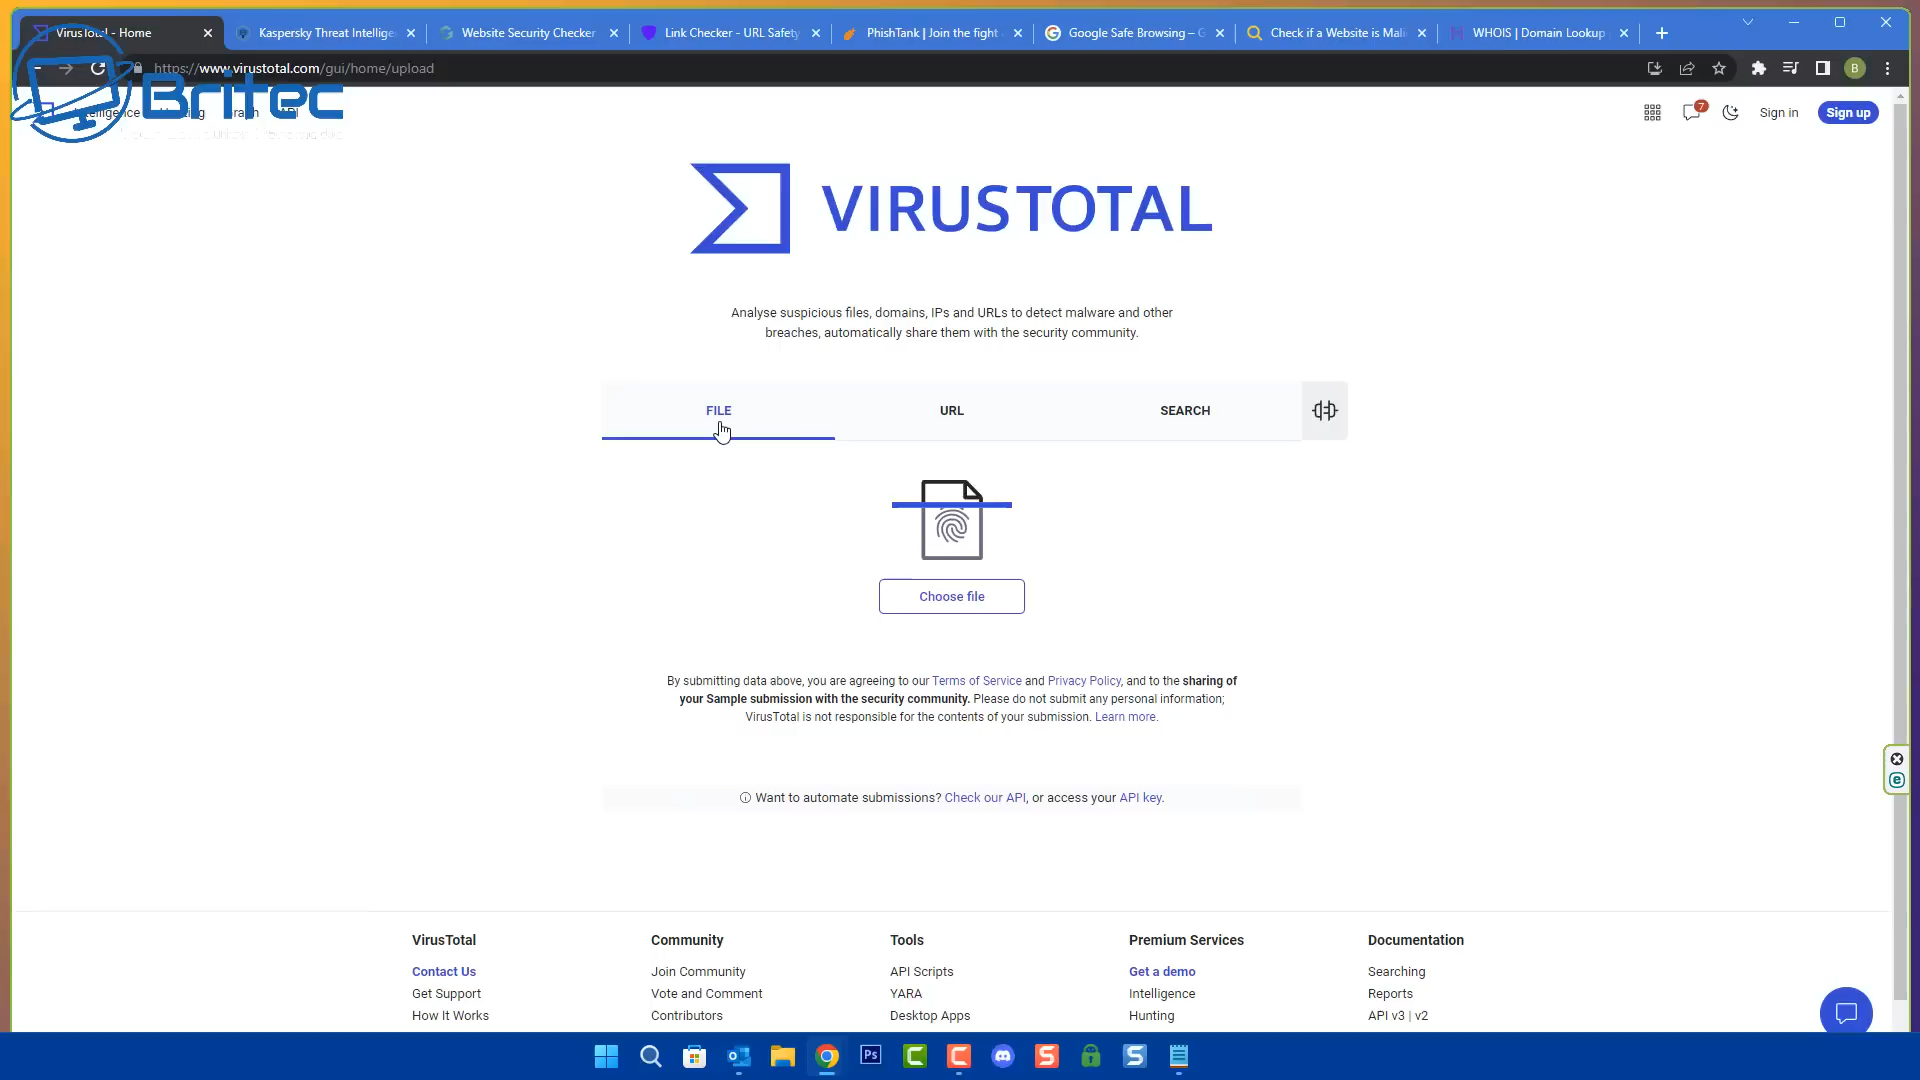 VirusTotal - Home
Kaspersky Threat Intellige
Website Security Checker
Link Checker - URL Safety
PhishTank | Join the fight
Google Safe Browsing – G
Check if a Website is Mali
WHOIS | Domain Lookup
https://www.virustotal.com/gui/home/upload
B
Britec
7
Sign in
Sign up
VIRUSTOTAL
Analyse suspicious files, domains, IPs and URLs to detect malware and other
breaches, automatically share them with the security community.
FILE
URL
SEARCH
Choose file
By submitting data above, you are agreeing to our Terms of Service and Privacy Policy, and to the sharing of
your Sample submission with the security community. Please do not submit any personal information;
VirusTotal is not responsible for the contents of your submission. Learn more.
Want to automate submissions? Check our API, or access your API key.
VirusTotal
Contact Us
Get Support
How It Works
Community
Join Community
Vote and Comment
Contributors
Tools
API Scripts
YARA
Desktop Apps
Premium Services
Get a demo
Intelligence
Hunting
Documentation
Searching
Reports
API v3 | v2
Ps